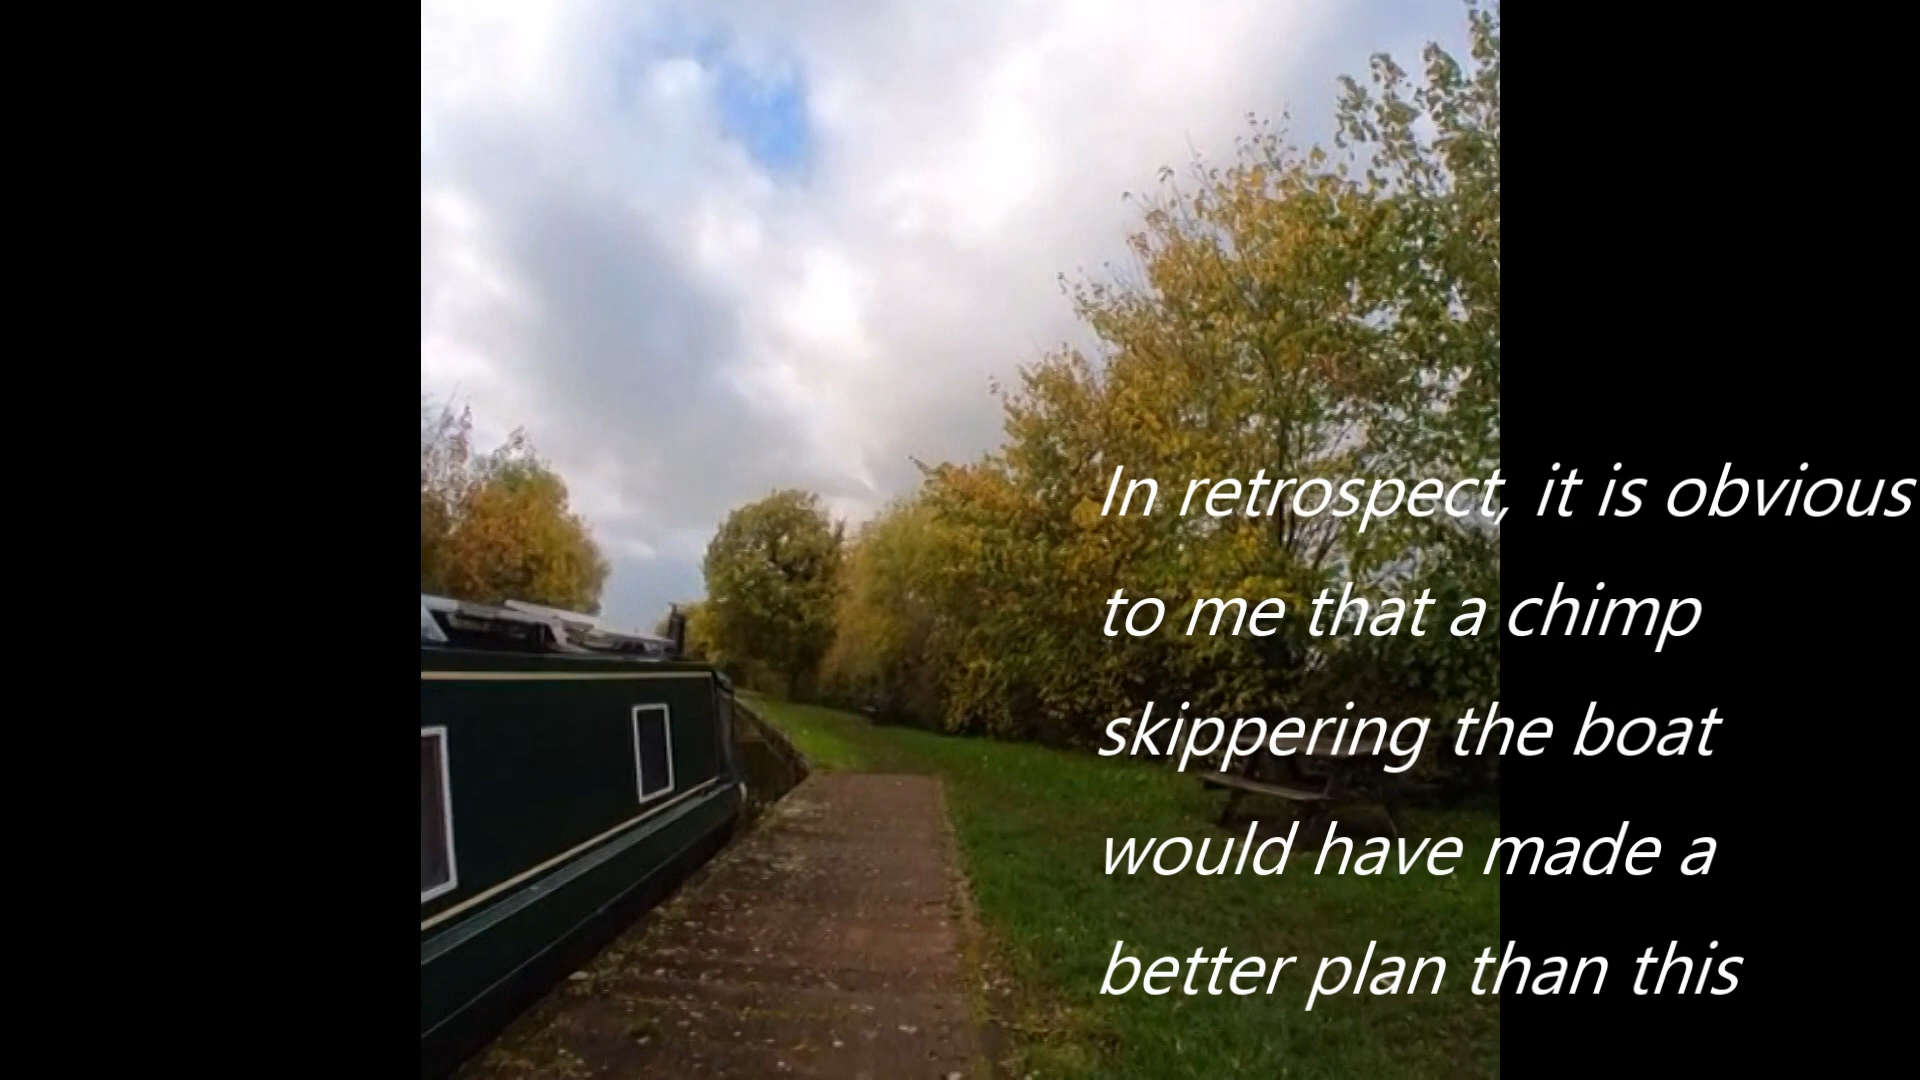 In retrospect, it is obvious
to me that a chimp
skippering the boat
would have made a
better plan than this